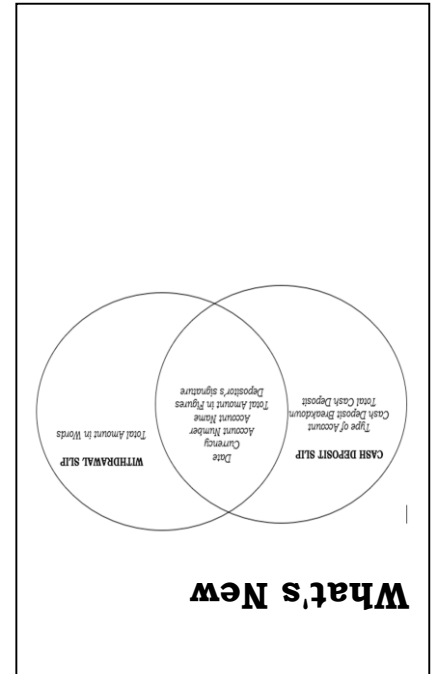 What's New
CASH DEPOSIT SLIP
Type of Account
Cash Deposit Breakdown
Total Cash Deposit
Date
Currency
Account Number
Account Name
Total Amount in Figures
Depositor's signature
WITHDRAWAL SLIP
Total Amount in Words